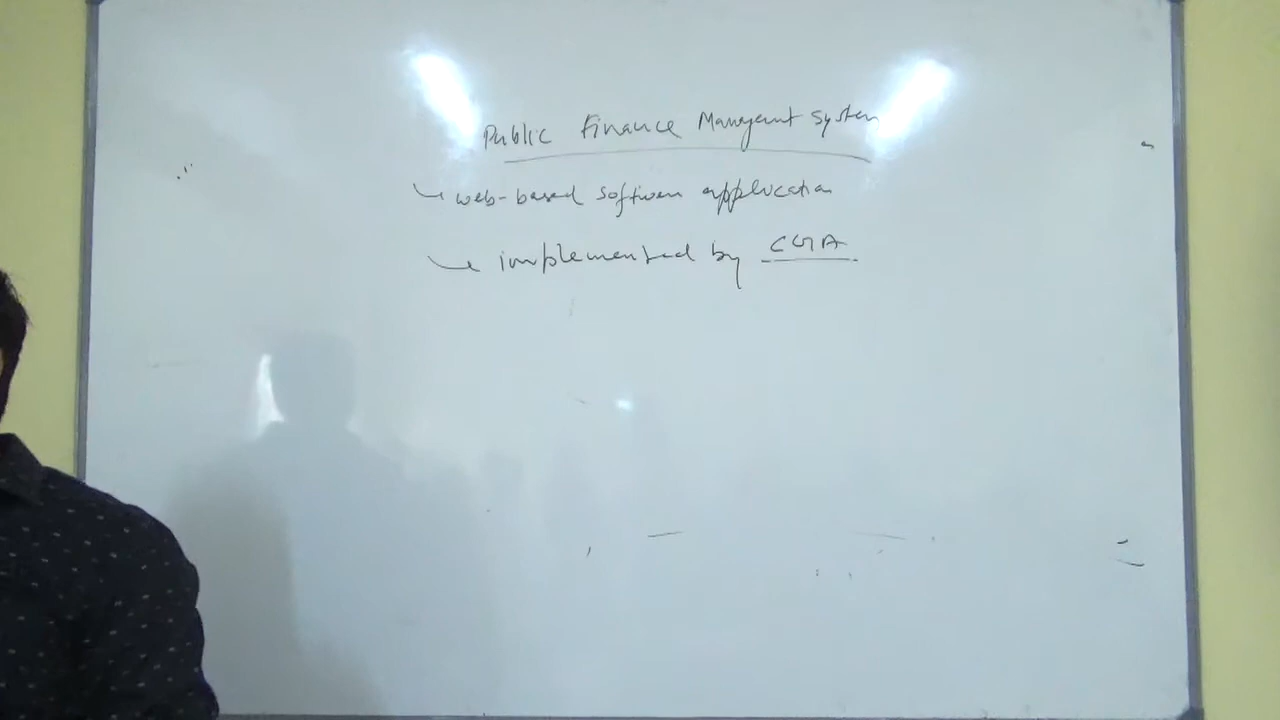 Public Finance Management System
web-based software application
implemented by CGA